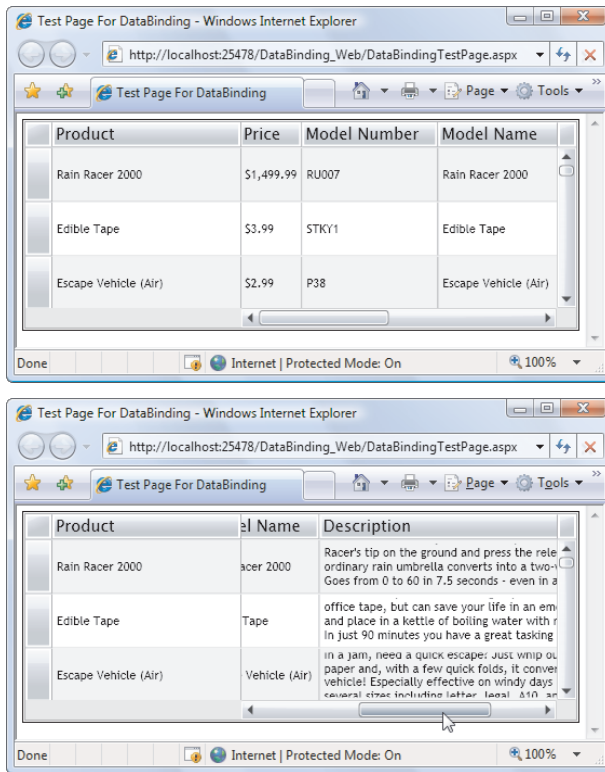 Test Page For DataBinding - Windows Internet Explorer
http://localhost:25478/DataBinding_Web/DataBindingTestPage.aspx
Test Page For DataBinding Page Tools
Product Price Model Number Model Name
Rain Racer 2000 $1,499.99 RU007 Rain Racer 2000
Edible Tape $3.99 STKY1 Edible Tape
Escape Vehicle (Air) $2.99 P38 Escape Vehicle (Air)
Done Internet | Protected Mode: On 100%
Test Page For DataBinding - Windows Internet Explorer
http://localhost:25478/DataBinding_Web/DataBindingTestPage.aspx
Test Page For DataBinding Page Tools
Product el Name Description
Racer's tip on the ground and press the rele
Rain Racer 2000 acer 2000 ordinary rain umbrella converts into a two-
Goes from 0 to 60 in 7.5 seconds - even in a
office tape, but can save your life in an em
Edible Tape Tape and place in a kettle of boiling water with
In just 90 minutes you have a great tasking
In a jam, need a quick escape? Just whip ou
Escape Vehicle (Air) Vehicle (Air) paper and, with a few quick folds, it conver
vehicle! Especially effective on windy days
several sizes including letter, legal, A10, an
Done Internet | Protected Mode: On 100%